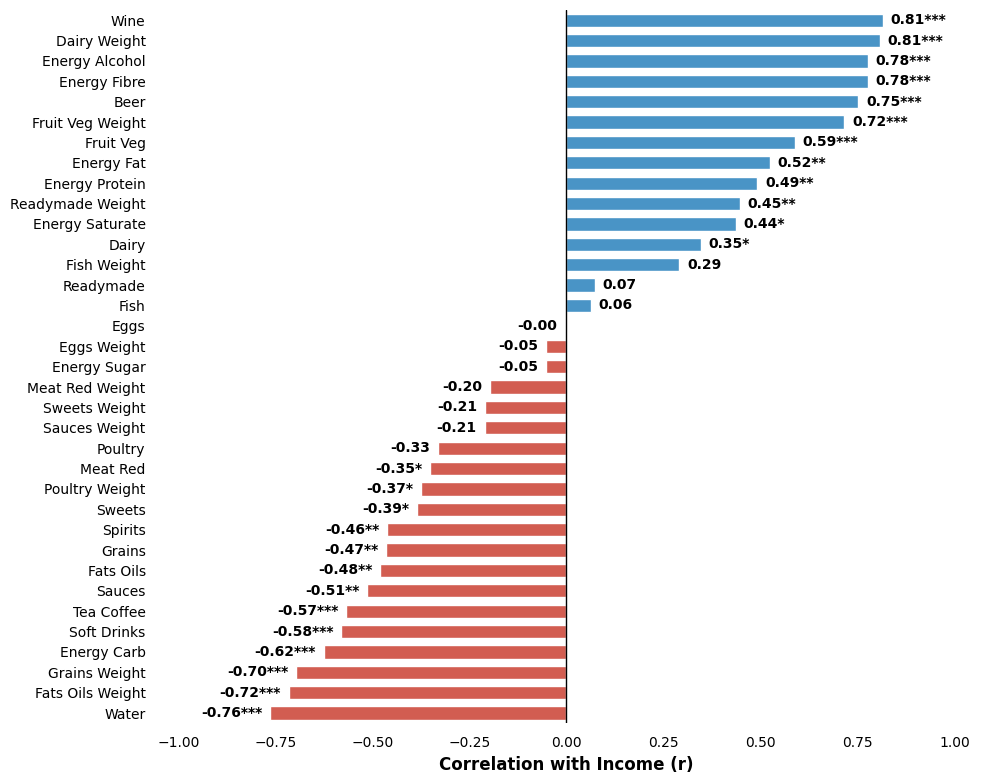 Wine 0.81***
Dairy Weight 0.81***
Energy Alcohol 0.78***
Energy Fibre 0.78***
Beer 0.75***
Fruit Veg Weight 0.72***
Fruit Veg 0.59***
Energy Fat 0.52**
Energy Protein 0.49**
Readymade Weight 0.45**
Energy Saturate 0.44*
Dairy 0.35*
Fish Weight 0.29
Readymade 0.07
Fish 0.06
Eggs -0.00
Eggs Weight -0.05
Energy Sugar -0.05
Meat Red Weight -0.20
Sweets Weight -0.21
Sauces Weight -0.21
Poultry -0.33
Meat Red -0.35*
Poultry Weight -0.37*
Sweets -0.39*
Spirits -0.46**
Grains -0.47**
Fats Oils -0.48**
Sauces -0.51**
Tea Coffee -0.57***
Soft Drinks -0.58***
Energy Carb -0.62***
Grains Weight -0.70***
Fats Oils Weight -0.72***
Water -0.76***
−1.00 −0.75 −0.50 −0.25 0.00 0.25 0.50 0.75 1.00
Correlation with Income (r)